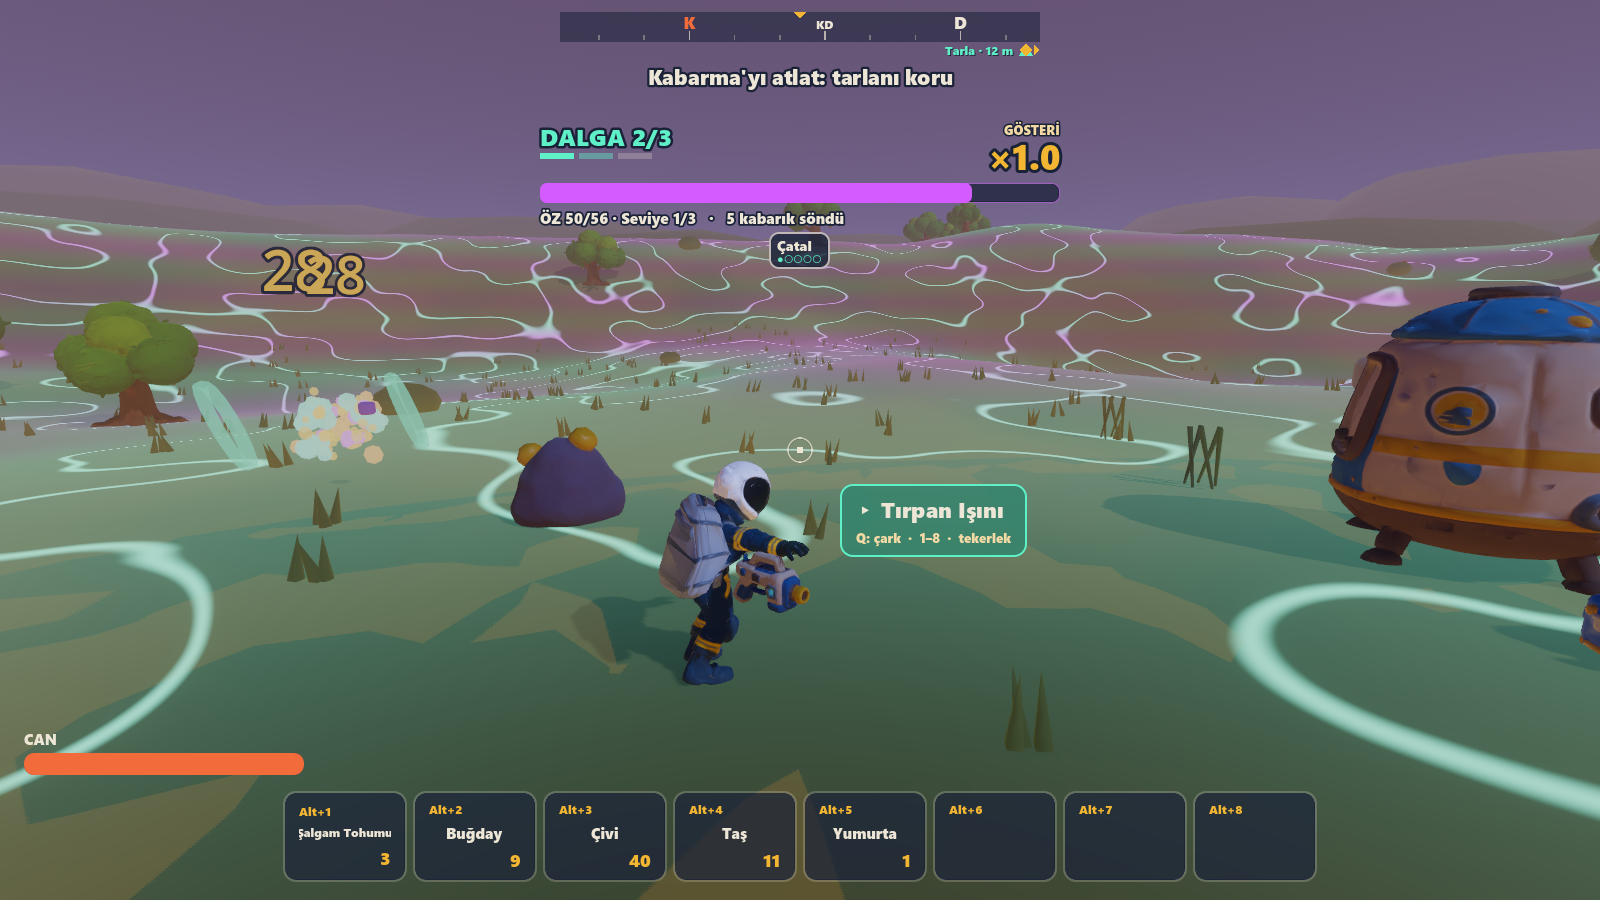 K KD D
Tarla · 12 m
Kabarma'yı atlat: tarlanı koru
DALGA 2/3
GÖSTERİ
×1.0
ÖZ 50/56 · Seviye 1/3 · 5 kabarık söndü
Çatal
28
28
Tırpan Işını
Q: çark · 1–8 · tekerlek
CAN
Alt+1 Alt+2 Alt+3 Alt+4 Alt+5 Alt+6 Alt+7 Alt+8
Şalgam Tohumu Buğday Çivi Taş Yumurta
3 9 40 11 1